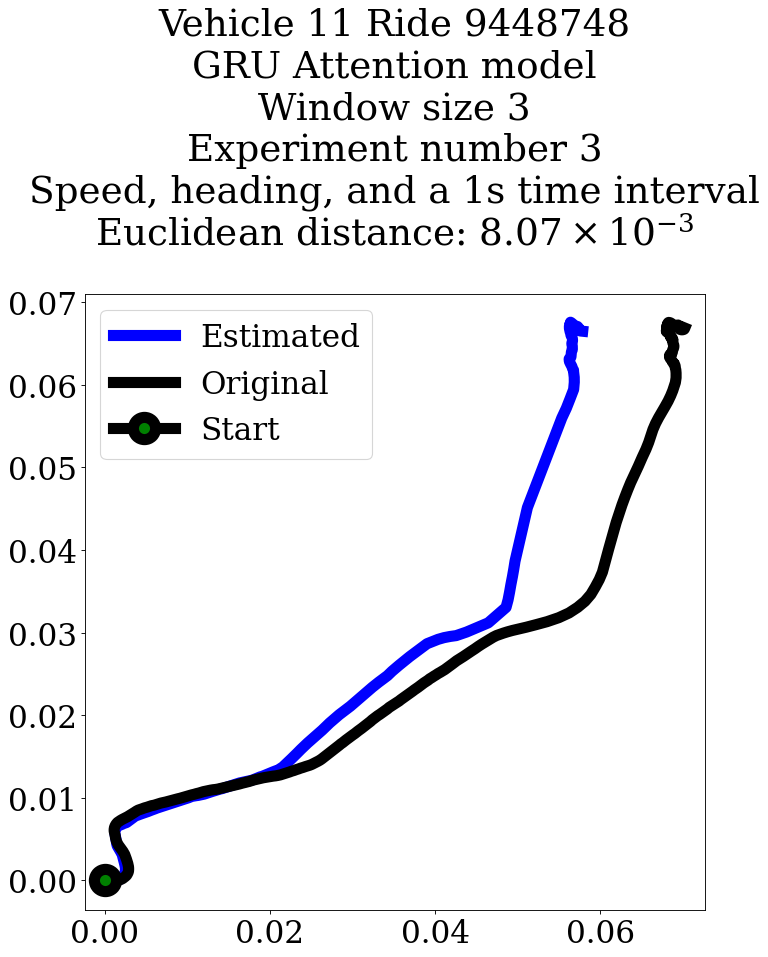 Vehicle 11 Ride 9448748
GRU Attention model
Window size 3
Experiment number 3
Speed, heading, and a 1s time interval
Euclidean distance: 8.07 × 10⁻³
0.07
Estimated
Original
0.06
Start
0.05
0.04
0.03
0.02
0.01
0.00
0.00 0.02 0.04 0.06